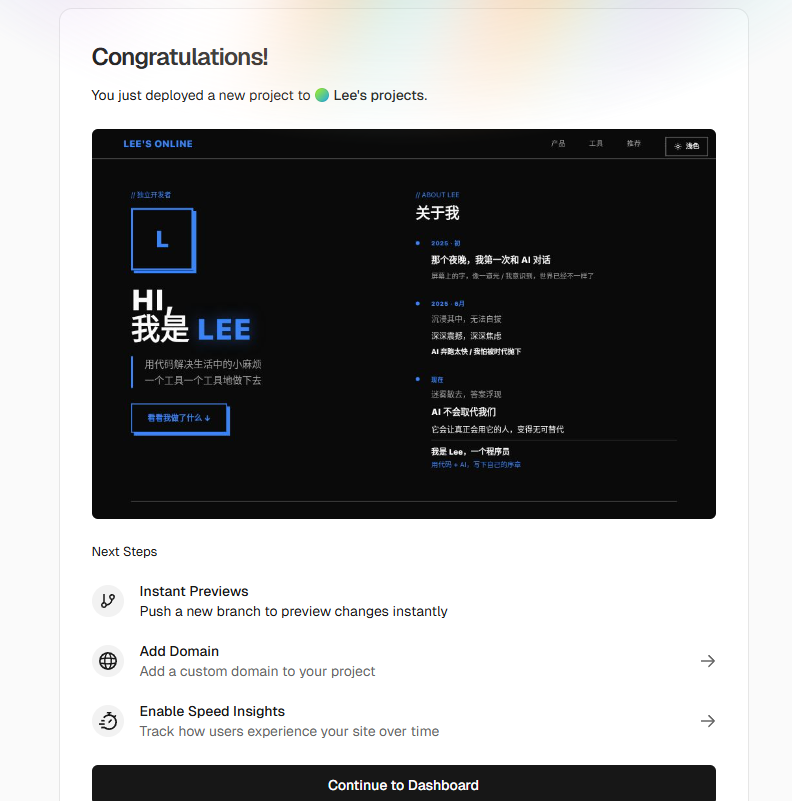 Congratulations!
You just deployed a new project to Lee's projects.
LEE'S ONLINE
产品
工具
推荐
浅色
// 独立开发者
L
HI,
我是 LEE
用代码解决生活中的小麻烦
一个工具一个工具地做下去
看看我做了什么 ↓
// ABOUT LEE
关于我
2025 · 初
那个夜晚，我第一次和 AI 对话
屏幕上的字，像一道光 / 我意识到，世界已经不一样了
2025 · 6月
沉浸其中，无法自拔
深深震撼，深深焦虑
AI 奔跑太快 / 我怕被时代抛下
现在
迷雾散去，答案浮现
AI 不会取代我们
它会让真正会用它的人，变得无可替代
我是 Lee，一个程序员
用代码 + AI，写下自己的序章
Next Steps
Instant Previews
Push a new branch to preview changes instantly
Add Domain
Add a custom domain to your project
Enable Speed Insights
Track how users experience your site over time
Continue to Dashboard